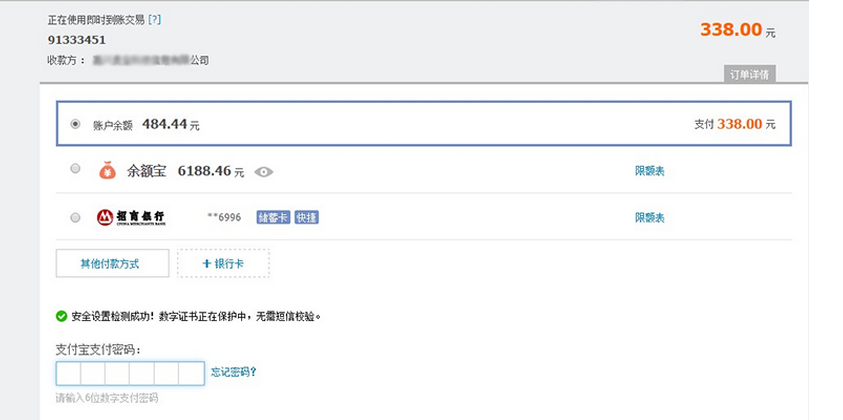 正在使用即时到账交易 [?]
91333451
338.00 元
收款方： 公司
订单详情
账户余额 484.44 元 支付 338.00 元
余额宝 6188.46 元 限额表
招商银行 CHINA MERCHANTS BANK **6996 储蓄卡 快捷 限额表
其他付款方式 + 银行卡
安全设置检测成功！数字证书正在保护中，无需短信校验。
支付宝支付密码：
忘记密码?
请输入6位数字支付密码